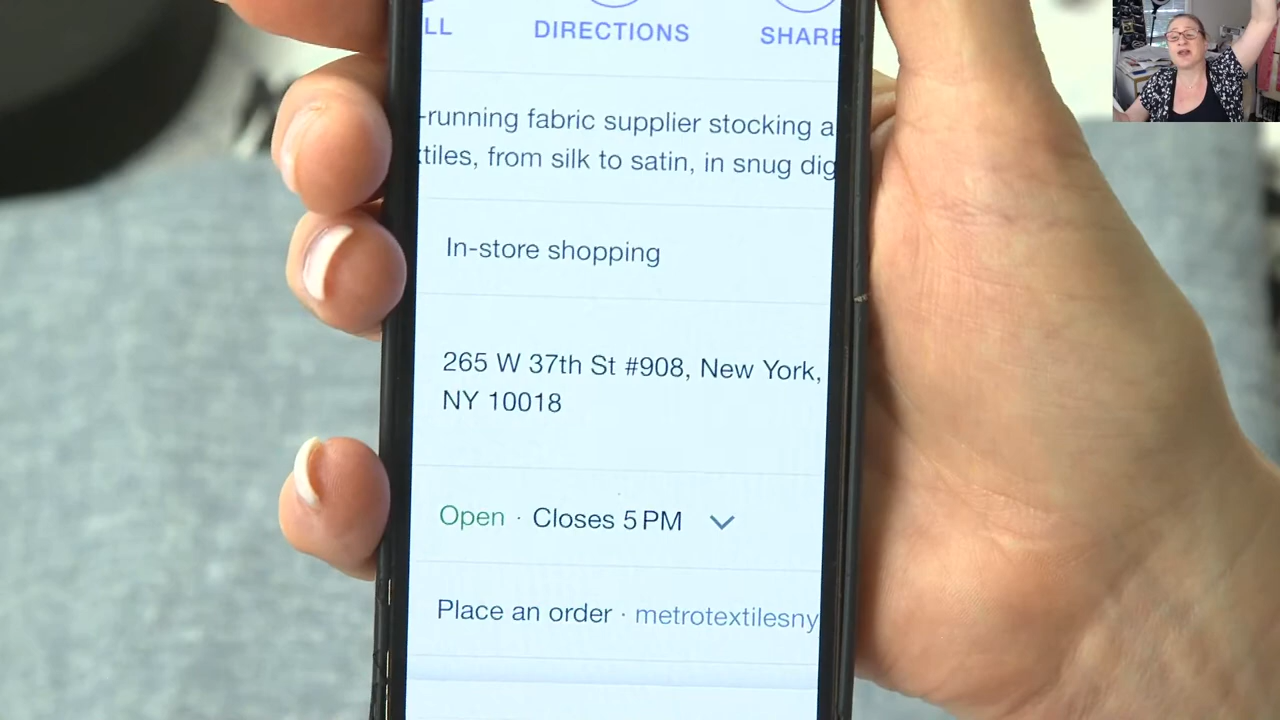 LL DIRECTIONS SHARE
-running fabric supplier stocking a
tiles, from silk to satin, in snug dig
In-store shopping
265 W 37th St #908, New York,
NY 10018
Open · Closes 5 PM
Place an order · metrotextilesny